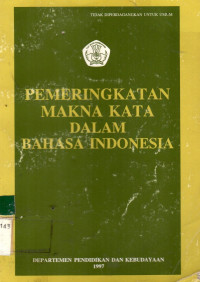 TIDAK DIPERDAGANGKAN UNTUK UMUM
PEMERINGKATAN
MAKNA KATA
DALAM
BAHASA INDONESIA
DEPARTEMEN PENDIDIKAN DAN KEBUDAYAAN
1997